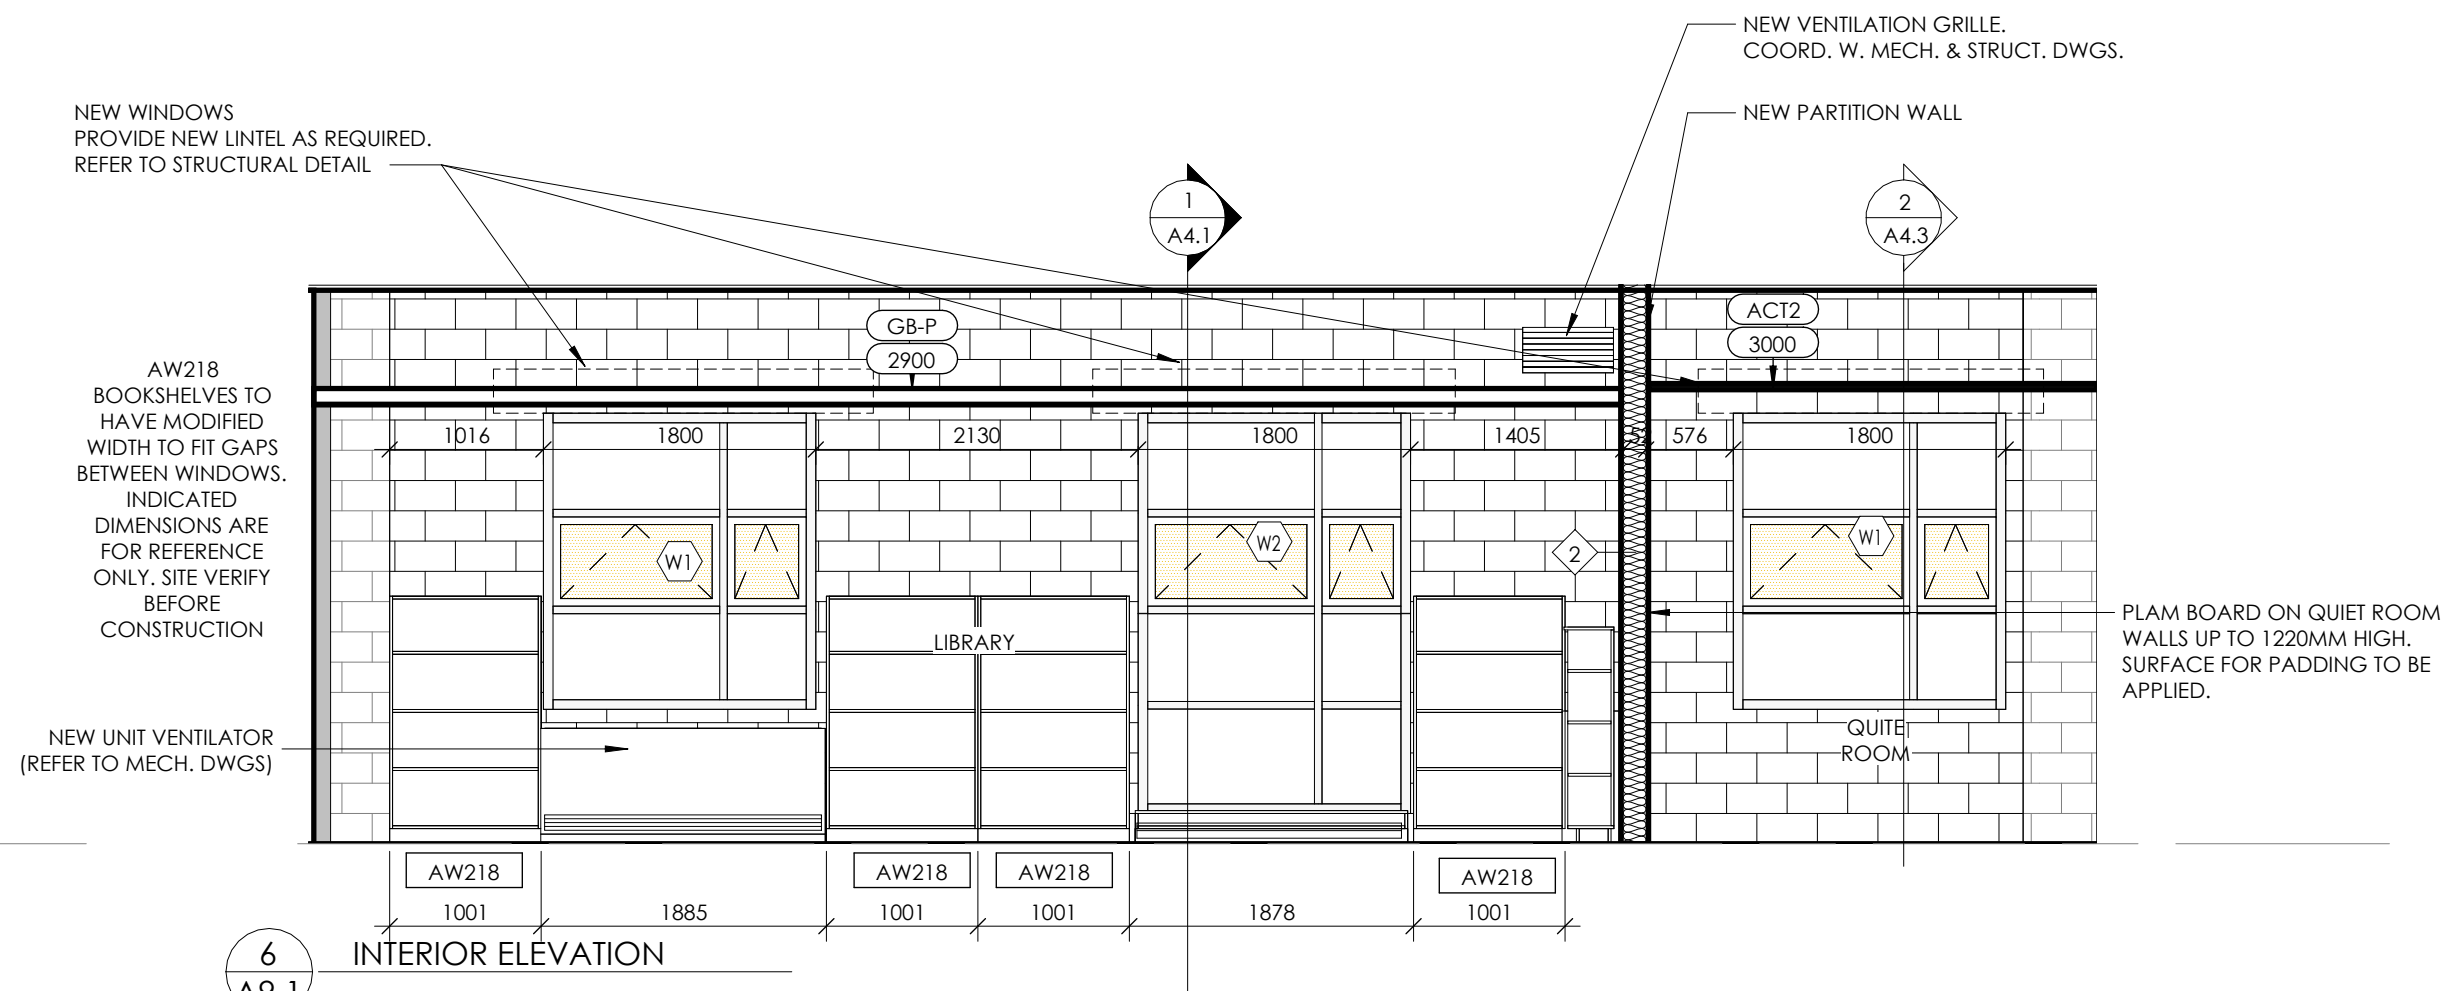 NEW VENTILATION GRILLE.
COORD. W. MECH. & STRUCT. DWGS.
NEW WINDOWS
PROVIDE NEW LINTEL AS REQUIRED.
REFER TO STRUCTURAL DETAIL
NEW PARTITION WALL
1
A4.1
2
A4.3
GB-P
2900
ACT2
3000
AW218
BOOKSHELVES TO
HAVE MODIFIED
WIDTH TO FIT GAPS
BETWEEN WINDOWS.
INDICATED
DIMENSIONS ARE
FOR REFERENCE
ONLY. SITE VERIFY
BEFORE
CONSTRUCTION
1016 1800 2130 1800 1405 576 1800
W1
W2
W1
2
LIBRARY
PLAM BOARD ON QUIET ROOM
WALLS UP TO 1220MM HIGH.
SURFACE FOR PADDING TO BE
APPLIED.
QUITE
ROOM
NEW UNIT VENTILATOR
(REFER TO MECH. DWGS)
AW218 AW218 AW218 AW218
1001 1885 1001 1001 1878 1001
6
INTERIOR ELEVATION
A9.1